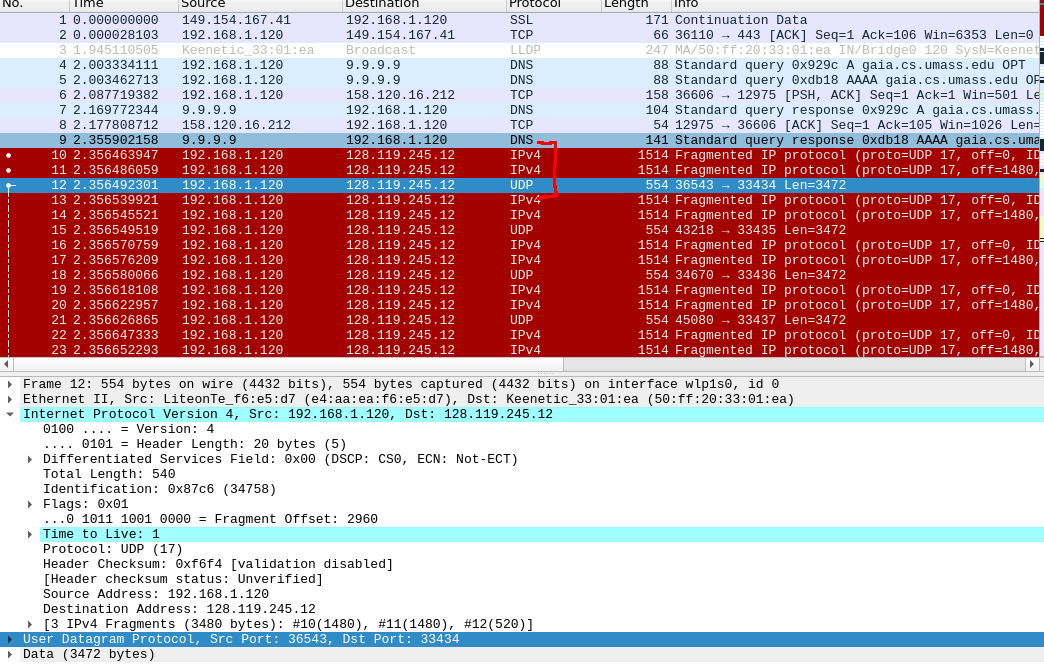 No. Time Source Destination Protocol Length Info
1 0.000000000 149.154.167.41 192.168.1.120 SSL 171 Continuation Data
2 0.000028103 192.168.1.120 149.154.167.41 TCP 66 36110 → 443 [ACK] Seq=1 Ack=106 Win=6353 Len=0
3 1.945110505 Keenetic_33:01:ea Broadcast LLDP 247 MA/50:ff:20:33:01:ea IN/Bridge0 120 SysN=Keenet
4 2.003334111 192.168.1.120 9.9.9.9 DNS 88 Standard query 0x929c A gaia.cs.umass.edu OPT
5 2.003462713 192.168.1.120 9.9.9.9 DNS 88 Standard query 0xdb18 AAAA gaia.cs.umass.edu OP
6 2.087719382 192.168.1.120 158.120.16.212 TCP 158 36606 → 12975 [PSH, ACK] Seq=1 Ack=1 Win=501 Le
7 2.169772344 9.9.9.9 192.168.1.120 DNS 104 Standard query response 0x929c A gaia.cs.umass.
8 2.177808712 158.120.16.212 192.168.1.120 TCP 54 12975 → 36606 [ACK] Seq=1 Ack=105 Win=1026 Len=
9 2.355902158 9.9.9.9 192.168.1.120 DNS 141 Standard query response 0xdb18 AAAA gaia.cs.uma
10 2.356463947 192.168.1.120 128.119.245.12 IPv4 1514 Fragmented IP protocol (proto=UDP 17, off=0, ID
11 2.356486059 192.168.1.120 128.119.245.12 IPv4 1514 Fragmented IP protocol (proto=UDP 17, off=1480,
12 2.356492301 192.168.1.120 128.119.245.12 UDP 554 36543 → 33434 Len=3472
13 2.356539921 192.168.1.120 128.119.245.12 IPv4 1514 Fragmented IP protocol (proto=UDP 17, off=0, ID
14 2.356545521 192.168.1.120 128.119.245.12 IPv4 1514 Fragmented IP protocol (proto=UDP 17, off=1480,
15 2.356549519 192.168.1.120 128.119.245.12 UDP 554 43218 → 33435 Len=3472
16 2.356570759 192.168.1.120 128.119.245.12 IPv4 1514 Fragmented IP protocol (proto=UDP 17, off=0, ID
17 2.356576209 192.168.1.120 128.119.245.12 IPv4 1514 Fragmented IP protocol (proto=UDP 17, off=1480,
18 2.356580066 192.168.1.120 128.119.245.12 UDP 554 34670 → 33436 Len=3472
19 2.356618108 192.168.1.120 128.119.245.12 IPv4 1514 Fragmented IP protocol (proto=UDP 17, off=0, ID
20 2.356622957 192.168.1.120 128.119.245.12 IPv4 1514 Fragmented IP protocol (proto=UDP 17, off=1480,
21 2.356626865 192.168.1.120 128.119.245.12 UDP 554 45080 → 33437 Len=3472
22 2.356647333 192.168.1.120 128.119.245.12 IPv4 1514 Fragmented IP protocol (proto=UDP 17, off=0, ID
23 2.356652293 192.168.1.120 128.119.245.12 IPv4 1514 Fragmented IP protocol (proto=UDP 17, off=1480,
Frame 12: 554 bytes on wire (4432 bits), 554 bytes captured (4432 bits) on interface wlp1s0, id 0
Ethernet II, Src: LiteonTe_f6:e5:d7 (e4:aa:ea:f6:e5:d7), Dst: Keenetic_33:01:ea (50:ff:20:33:01:ea)
Internet Protocol Version 4, Src: 192.168.1.120, Dst: 128.119.245.12
0100 .... = Version: 4
.... 0101 = Header Length: 20 bytes (5)
Differentiated Services Field: 0x00 (DSCP: CS0, ECN: Not-ECT)
Total Length: 540
Identification: 0x87c6 (34758)
Flags: 0x01
...0 1011 1001 0000 = Fragment Offset: 2960
Time to Live: 1
Protocol: UDP (17)
Header Checksum: 0xf6f4 [validation disabled]
[Header checksum status: Unverified]
Source Address: 192.168.1.120
Destination Address: 128.119.245.12
[3 IPv4 Fragments (3480 bytes): #10(1480), #11(1480), #12(520)]
User Datagram Protocol, Src Port: 36543, Dst Port: 33434
Data (3472 bytes)